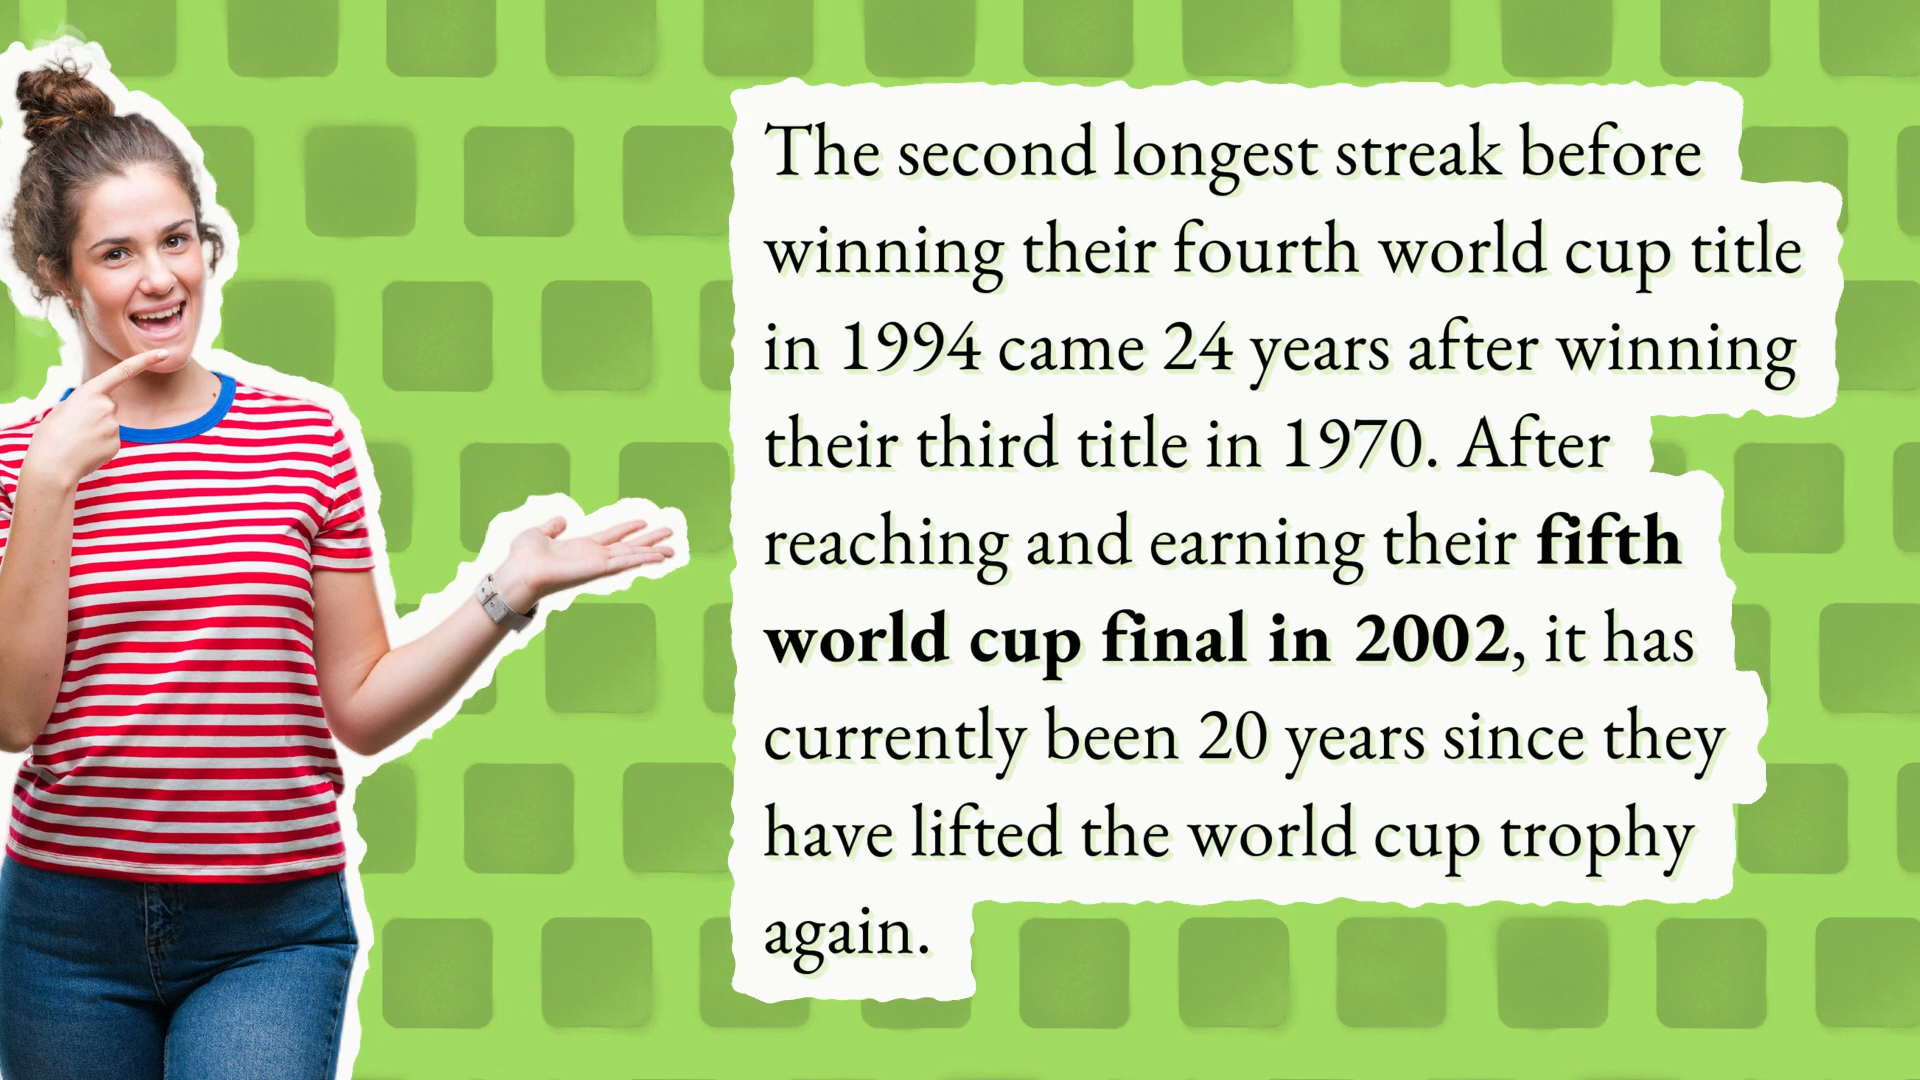 The second longest streak before
winning their fourth world cup title
in 1994 came 24 years after winning
their third title in 1970. After
reaching and earning their fifth
world cup final in 2002, it has
currently been 20 years since they
have lifted the world cup trophy
again.